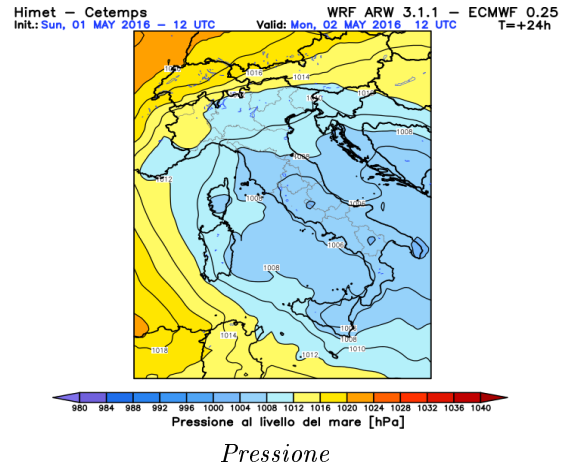 Himet – Cetemps WRF ARW 3.1.1 – ECMWF 0.25
Init.: Sun, 01 MAY 2016 – 12 UTC Valid: Mon, 02 MAY 2016 12 UTC T=+24h
1016
1014
1008
1012
1006
1006
1008
1014
1008
1018
1012
1010
980 984 988 992 996 1000 1004 1008 1012 1016 1020 1024 1028 1032 1036 1040
Pressione al livello del mare [hPa]
Pressione